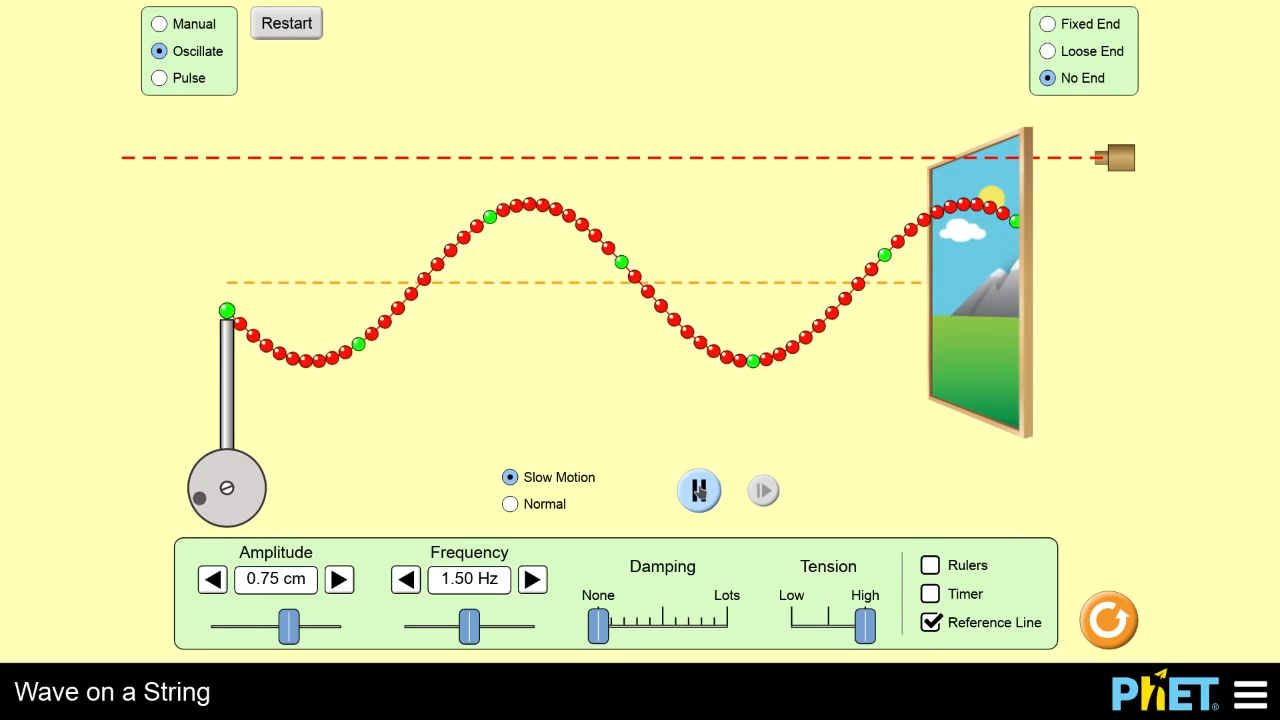 Manual
Oscillate
Pulse
Restart
Fixed End
Loose End
No End
Slow Motion
Normal
Amplitude
0.75 cm
Frequency
1.50 Hz
Damping
None
Lots
Tension
Low
High
Rulers
Timer
Reference Line
Wave on a String
PhET